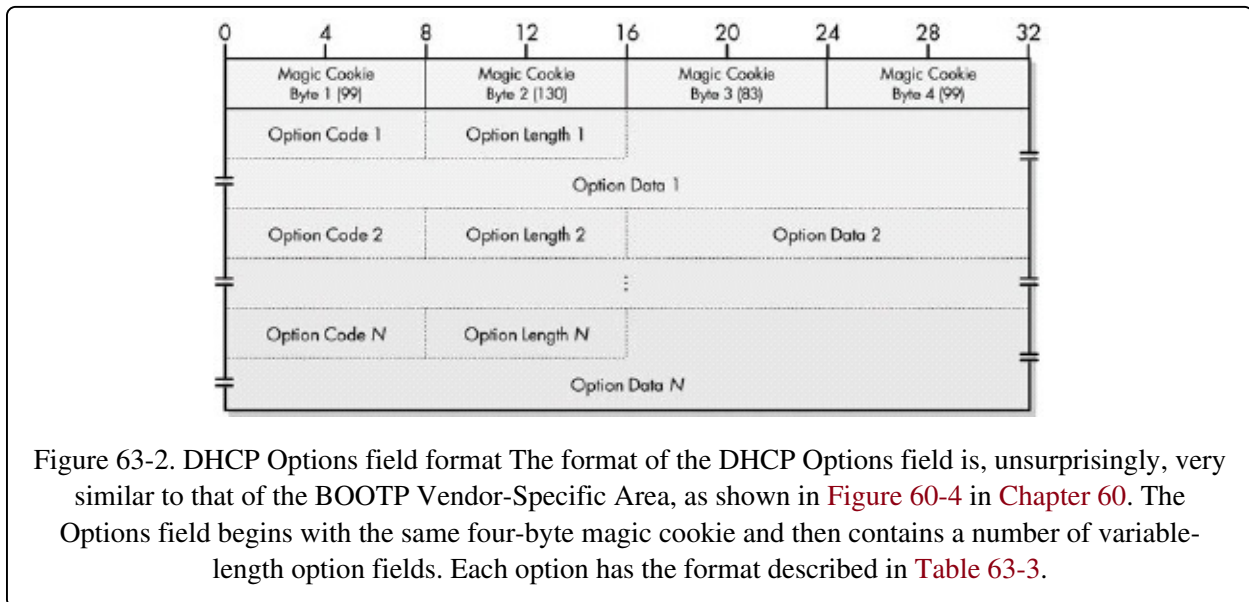 0 4 8 12 16 20 24 28 32
Magic Cookie Magic Cookie Magic Cookie Magic Cookie
Byte 1 (99) Byte 2 (130) Byte 3 (83) Byte 4 (99)
Option Code 1 Option Length 1
Option Data 1
Option Code 2 Option Length 2 Option Data 2
⋮
Option Code N Option Length N
Option Data N
Figure 63-2. DHCP Options field format The format of the DHCP Options field is, unsurprisingly, very
similar to that of the BOOTP Vendor-Specific Area, as shown in Figure 60-4 in Chapter 60. The
Options field begins with the same four-byte magic cookie and then contains a number of variable-
length option fields. Each option has the format described in Table 63-3.